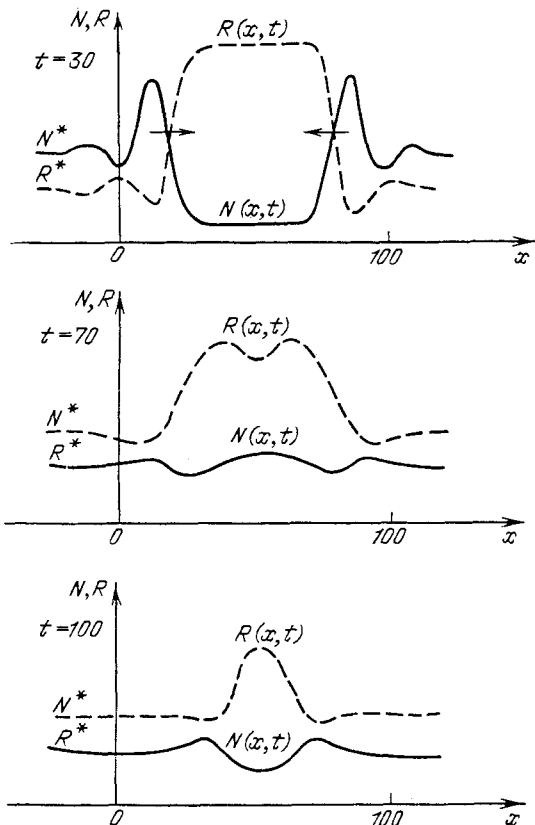 N, R
t=30
R(x,t)
N*
R*
N(x,t)
0
100
x
N, R
t=70
R(x,t)
N*
N(x,t)
R*
0
100
x
N, R
t=100
R(x,t)
N*
R*
N(x,t)
0
100
x